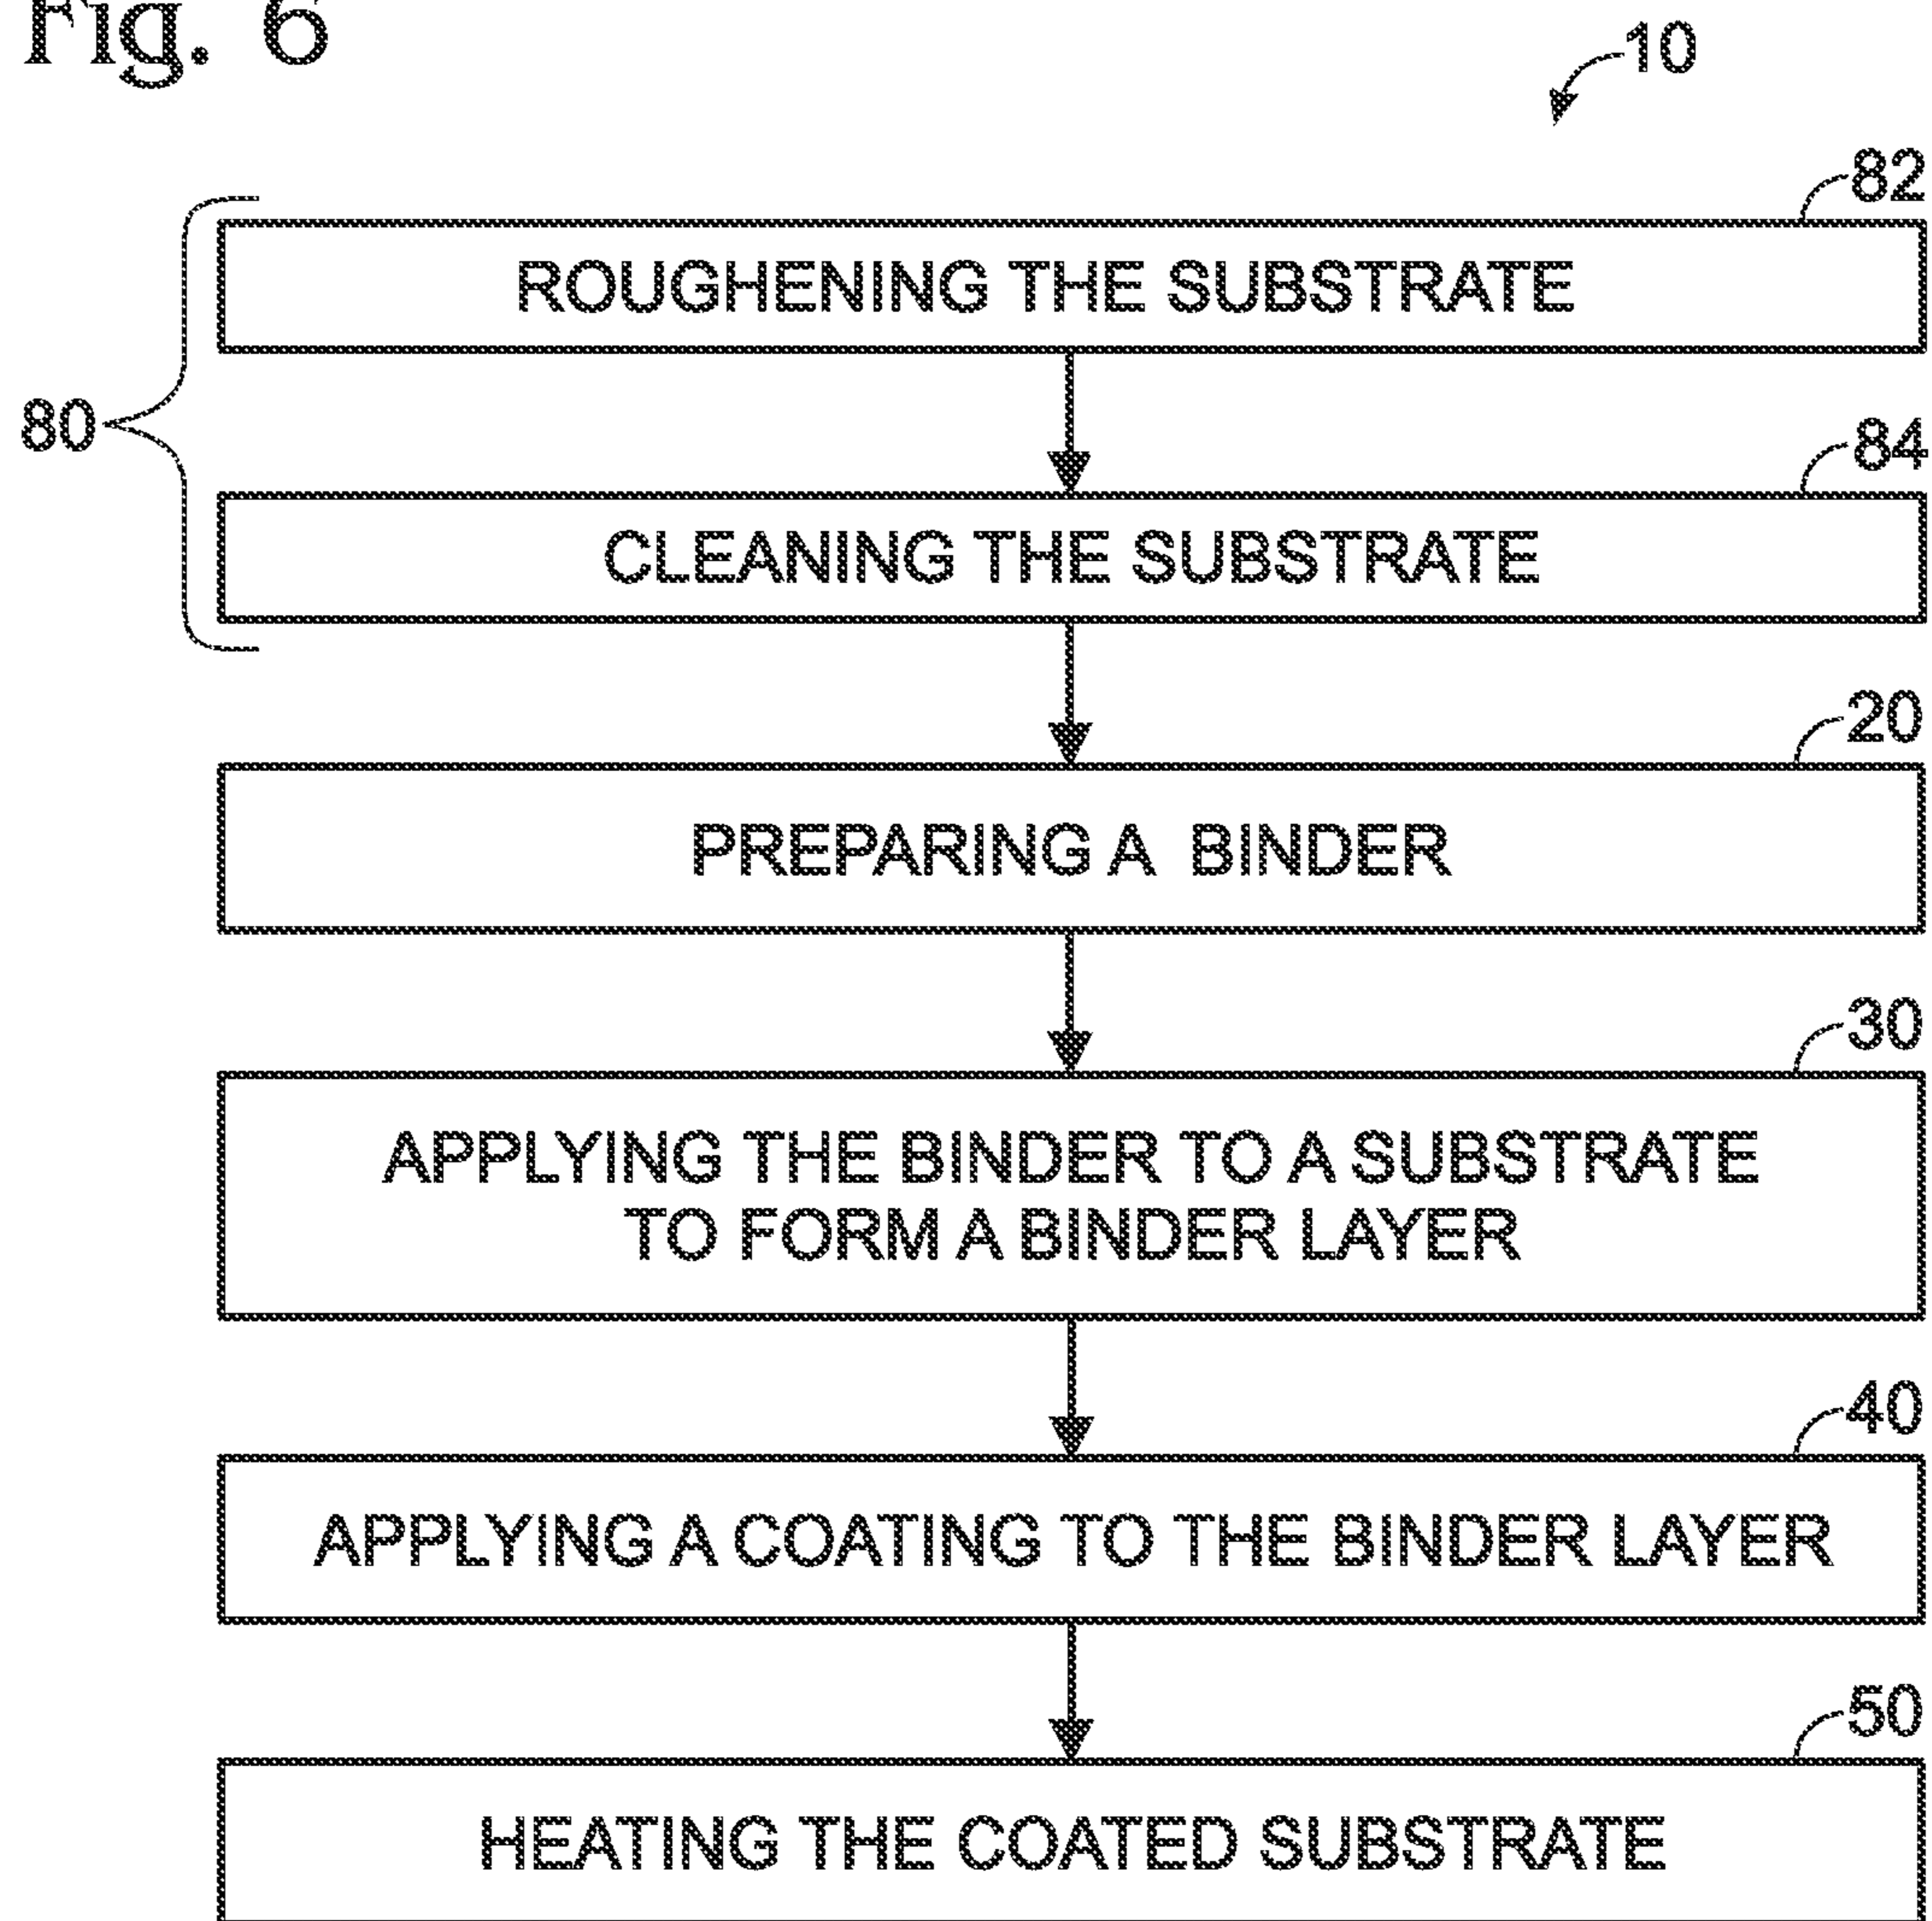 Fig. 6
10
82
ROUGHENING THE SUBSTRATE
80
84
CLEANING THE SUBSTRATE
20
PREPARING A BINDER
30
APPLYING THE BINDER TO A SUBSTRATE
TO FORM A BINDER LAYER
40
APPLYING A COATING TO THE BINDER LAYER
50
HEATING THE COATED SUBSTRATE